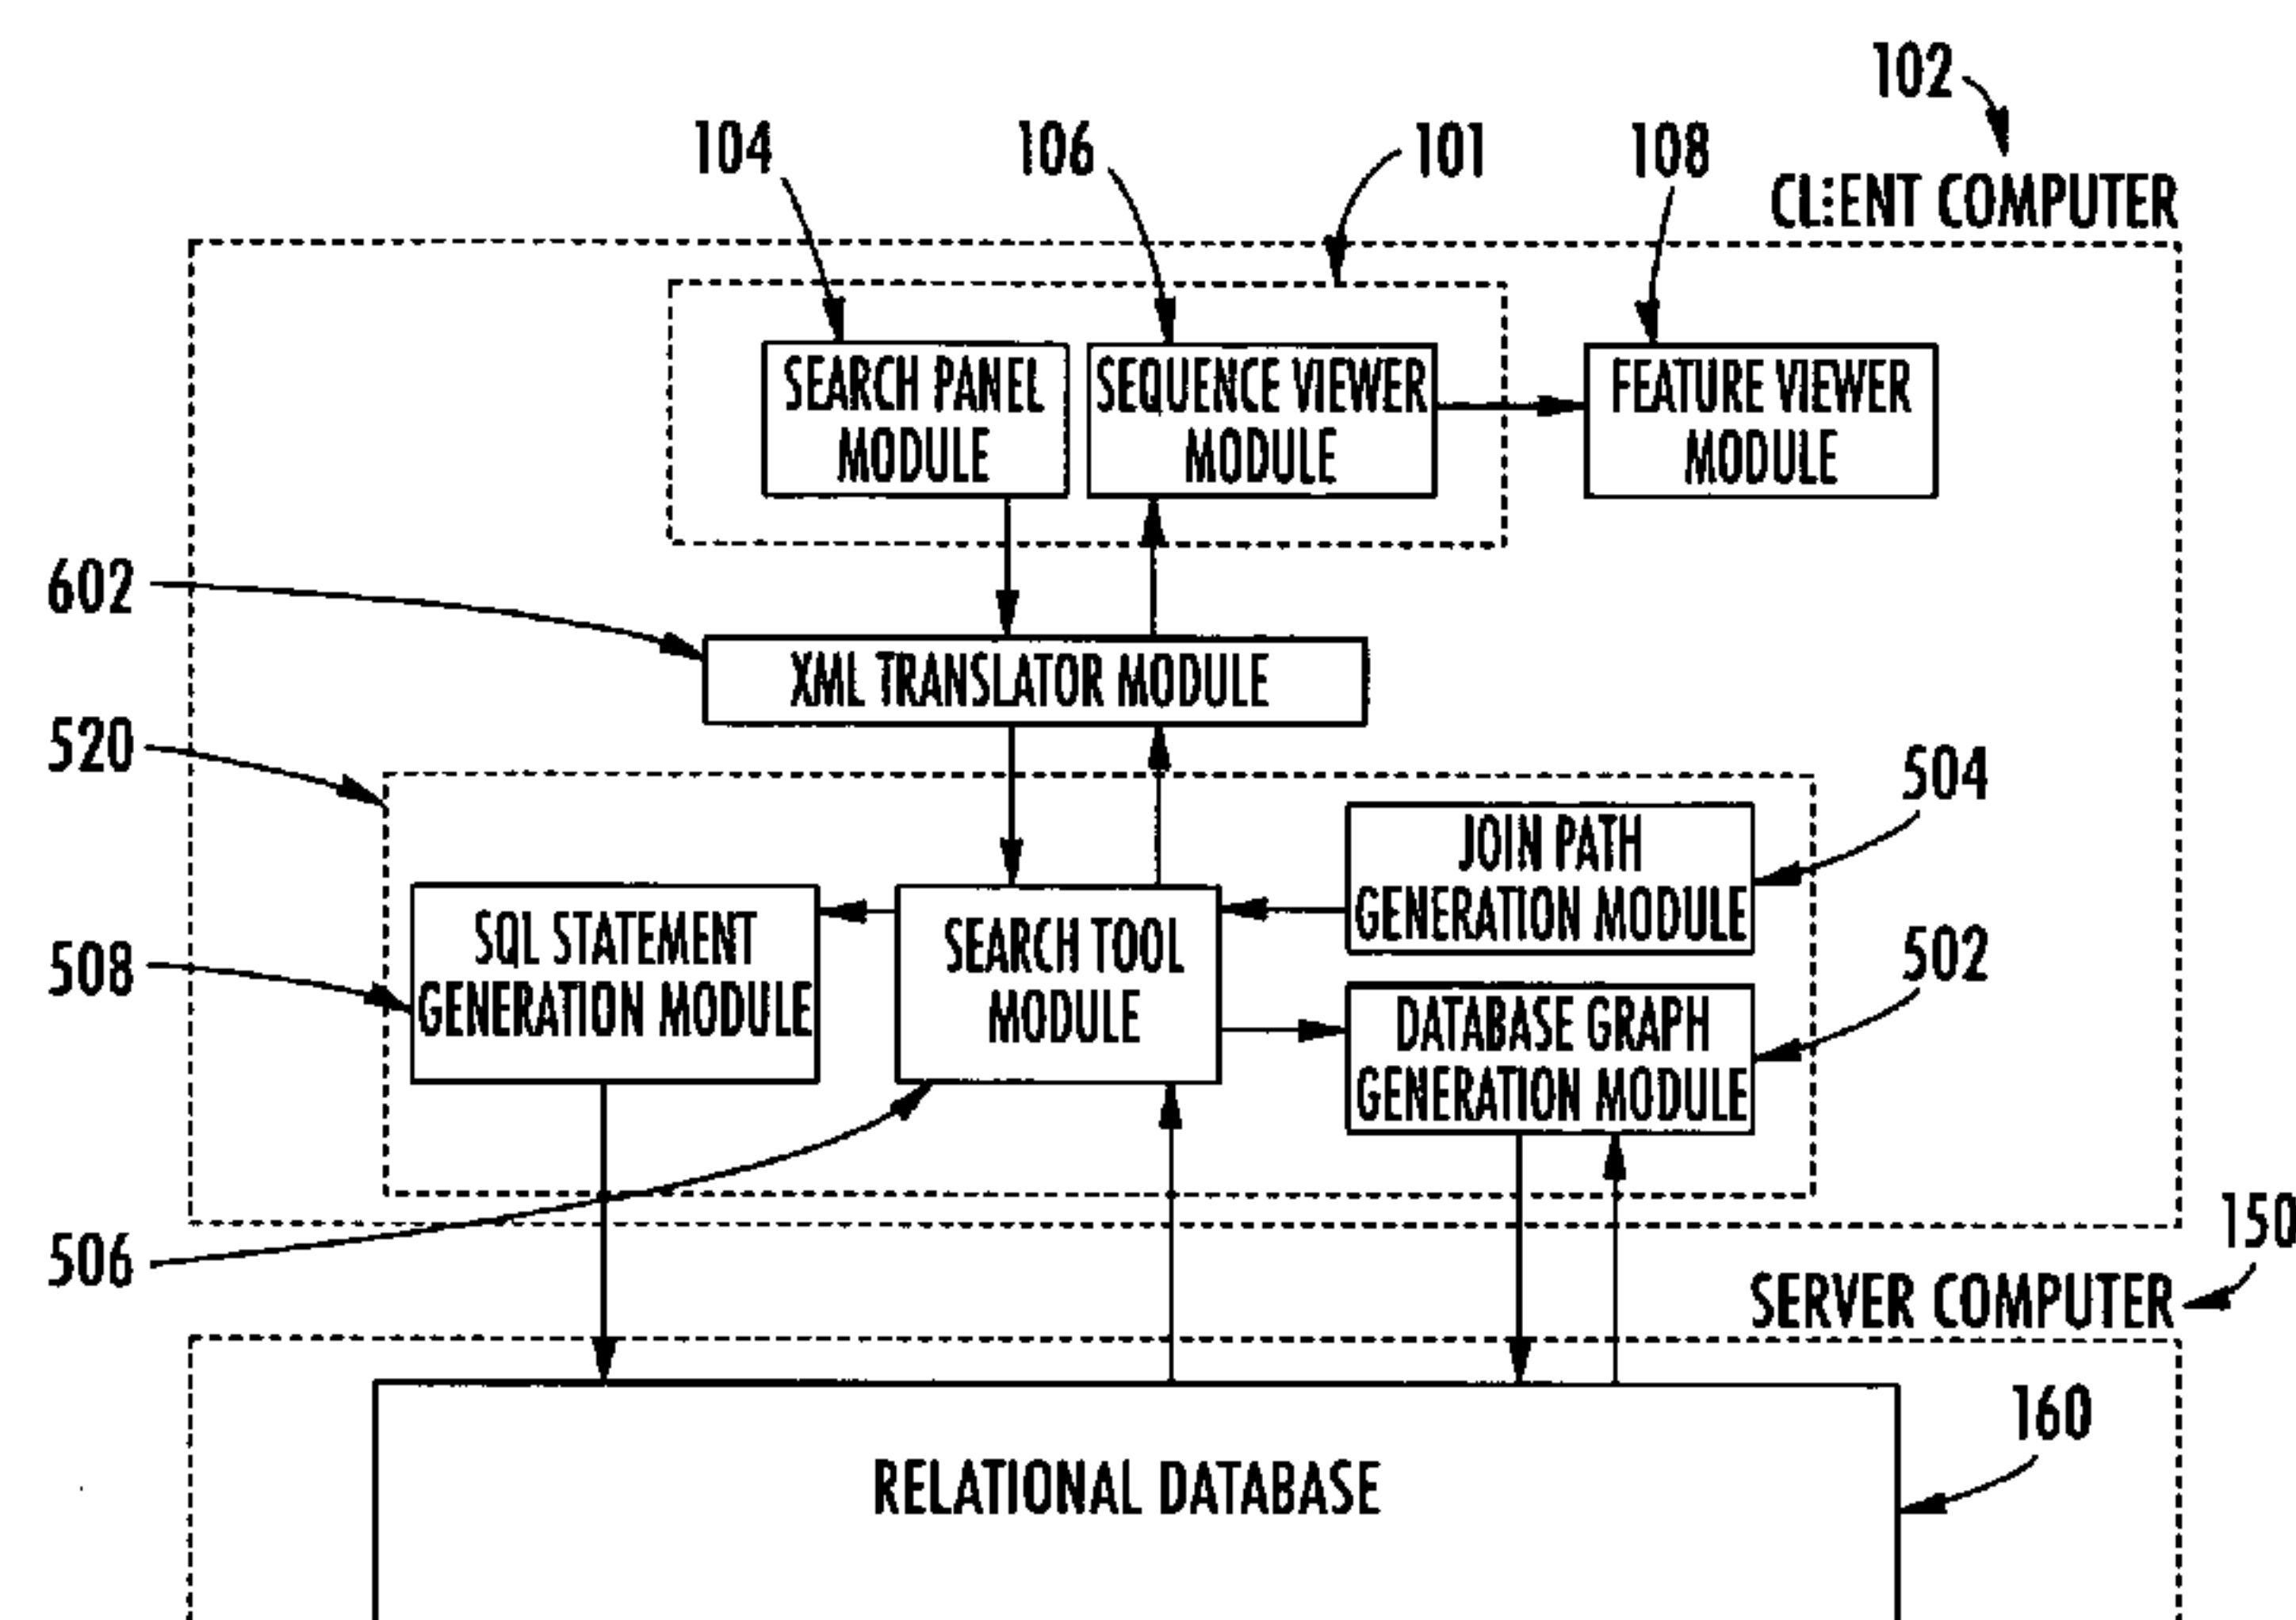 102
104
106
101
108
CLIENT COMPUTER
SEARCH PANEL
MODULE
SEQUENCE VIEWER
MODULE
FEATURE VIEWER
MODULE
602
XML TRANSLATOR MODULE
520
504
JOIN PATH
GENERATION MODULE
SQL STATEMENT
GENERATION MODULE
SEARCH TOOL
MODULE
508
502
DATABASE GRAPH
GENERATION MODULE
506
150
SERVER COMPUTER
160
RELATIONAL DATABASE